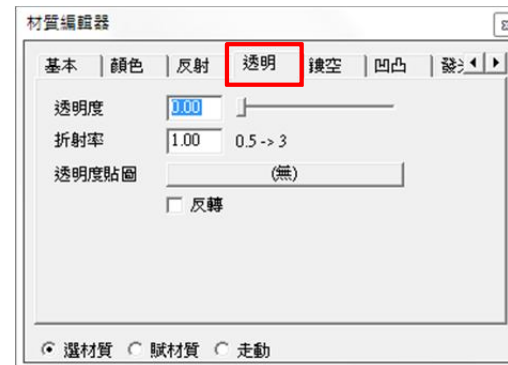 材質編輯器
基本 顏色 反射 透明 鏤空 凹凸
透明度 0.00
折射率 1.00 0.5 -> 3
透明度貼圖 (無)
反轉
選材質 賦材質 走動